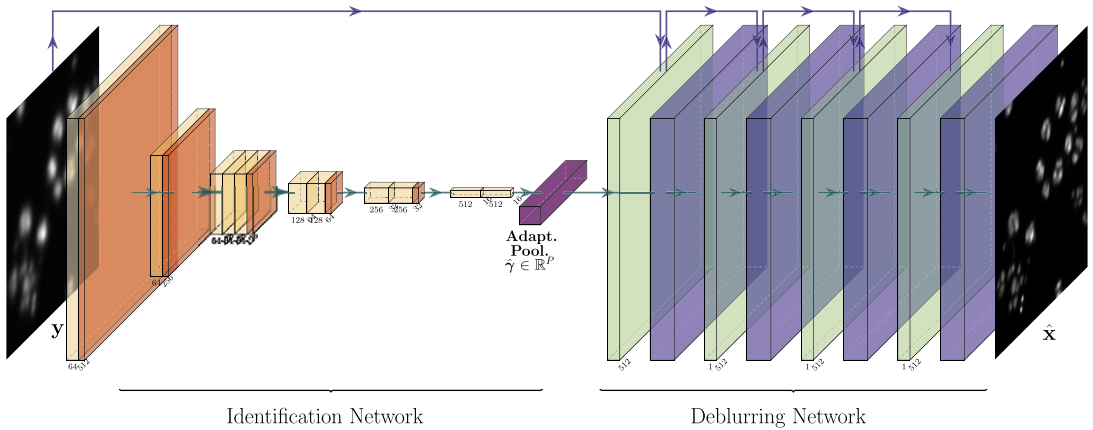 y
64 512
64 256
128 128 64
256 256 32
512 16 512 16
Adapt.
Pool.
γ̂ ∈ ℝ^P
512
1 512
1 512
1 512
x̂
Identification Network
Deblurring Network